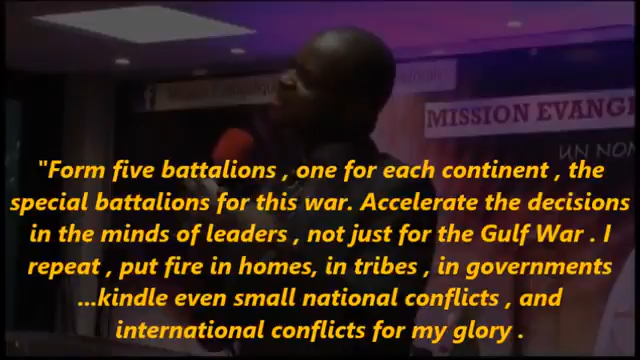 MISSION EVANG
UN NOM
"Form five battalions , one for each continent , the
special battalions for this war. Accelerate the decisions
in the minds of leaders , not just for the Gulf War . I
repeat , put fire in homes, in tribes , in governments
...kindle even small national conflicts , and
international conflicts for my glory .